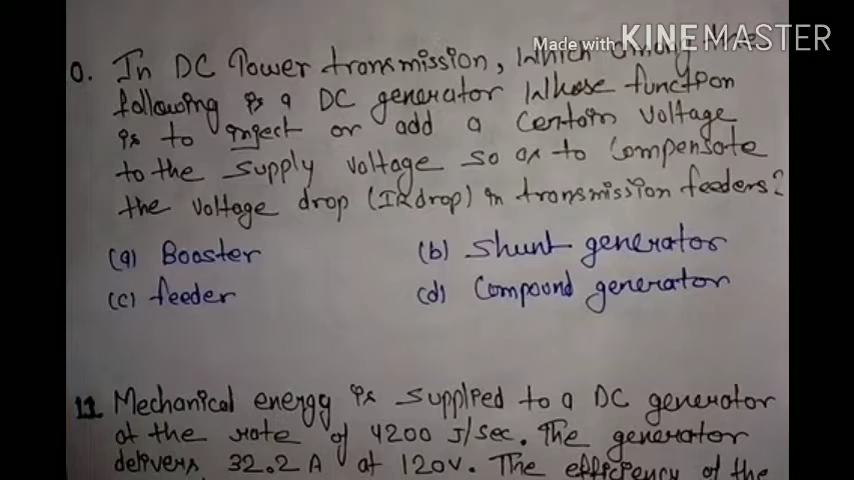 Made with KINEMASTER
0. In DC Power transmission, Which among the
following is a DC generator Whose function
is to inject or add a certain voltage
to the supply voltage so as to compensate
the voltage drop (IR drop) in transmission feeders?
(a) Booster (b) Shunt generator
(c) feeder (d) Compound generator
11 Mechanical energy is supplied to a DC generator
at the rate of 4200 J/sec. The generator
delivers 32.2 A at 120V. The efficiency of the